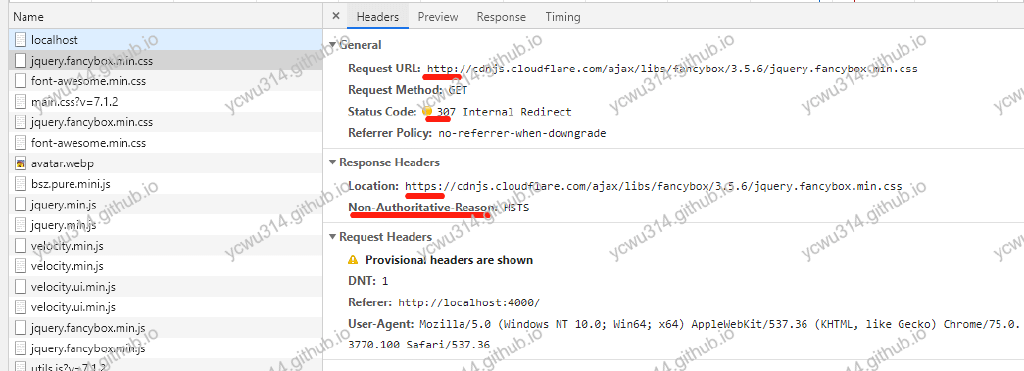 Name
localhost
jquery.fancybox.min.css
font-awesome.min.css
main.css?v=7.1.2
jquery.fancybox.min.css
font-awesome.min.css
avatar.webp
bsz.pure.mini.js
jquery.min.js
jquery.min.js
velocity.min.js
velocity.min.js
velocity.ui.min.js
velocity.ui.min.js
jquery.fancybox.min.js
jquery.fancybox.min.js
utils.js?v=7.1.2
× Headers Preview Response Timing
General
Request URL: http://cdnjs.cloudflare.com/ajax/libs/fancybox/3.5.6/jquery.fancybox.min.css
Request Method: GET
Status Code: 307 Internal Redirect
Referrer Policy: no-referrer-when-downgrade
Response Headers
Location: https://cdnjs.cloudflare.com/ajax/libs/fancybox/3.5.6/jquery.fancybox.min.css
Non-Authoritative-Reason: HSTS
Request Headers
Provisional headers are shown
DNT: 1
Referer: http://localhost:4000/
User-Agent: Mozilla/5.0 (Windows NT 10.0; Win64; x64) AppleWebKit/537.36 (KHTML, like Gecko) Chrome/75.0.
3770.100 Safari/537.36
ycwu314.github.io
ycwu314.github.io
ycwu314.github.io
ycwu314.github.io
ycwu314.github.io
ycwu314.github.io
ycwu314.github.io
ycwu314.github.io
ycwu314.github.io
ycwu314.github.io
ycwu314.github.io
ycwu314.github.io